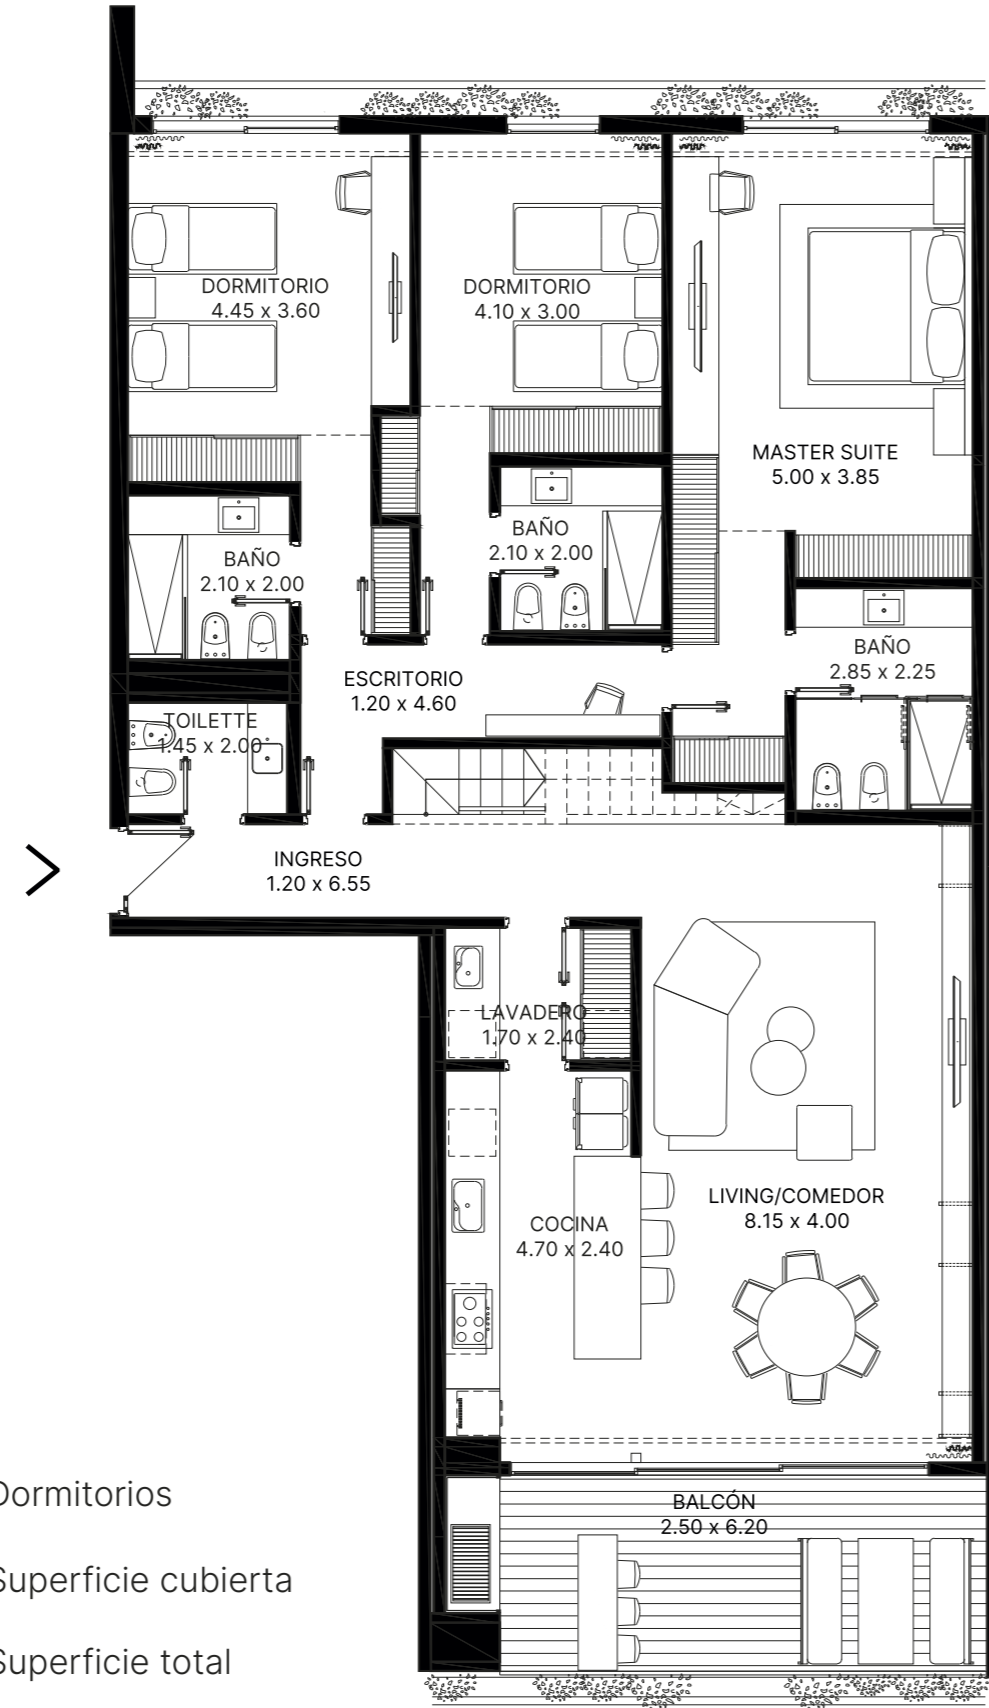 DORMITORIO
4.45 x 3.60
DORMITORIO
4.10 x 3.00
MASTER SUITE
5.00 x 3.85
BAÑO
2.10 x 2.00
BAÑO
2.10 x 2.00
BAÑO
2.85 x 2.25
ESCRITORIO
1.20 x 4.60
TOILETTE
1.45 x 2.00
INGRESO
1.20 x 6.55
LAVADERO
1.70 x 2.40
LIVING/COMEDOR
8.15 x 4.00
COCINA
4.70 x 2.40
BALCÓN
2.50 x 6.20
Dormitorios
Superficie cubierta
Superficie total